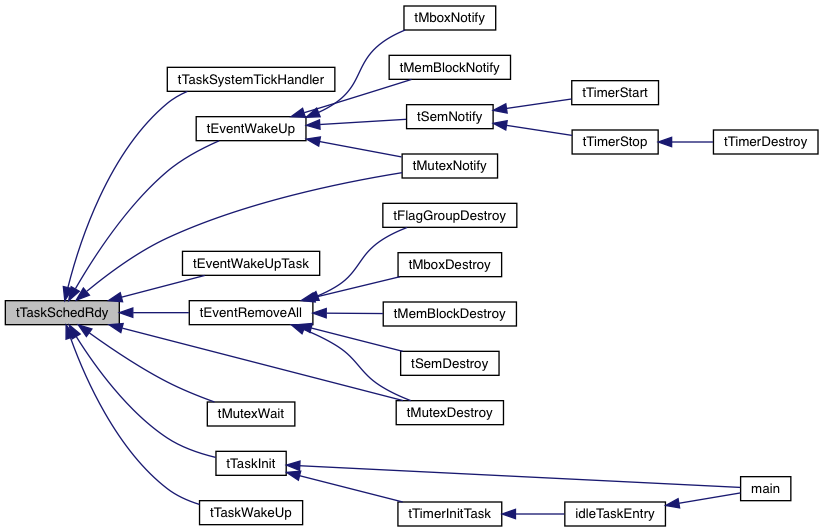 tMboxNotify
tMemBlockNotify
tTaskSystemTickHandler
tTimerStart
tSemNotify
tEventWakeUp
tTimerStop
tTimerDestroy
tMutexNotify
tFlagGroupDestroy
tEventWakeUpTask
tMboxDestroy
tTaskSchedRdy
tEventRemoveAll
tMemBlockDestroy
tSemDestroy
tMutexWait
tMutexDestroy
tTaskInit
main
tTaskWakeUp
tTimerInitTask
idleTaskEntry